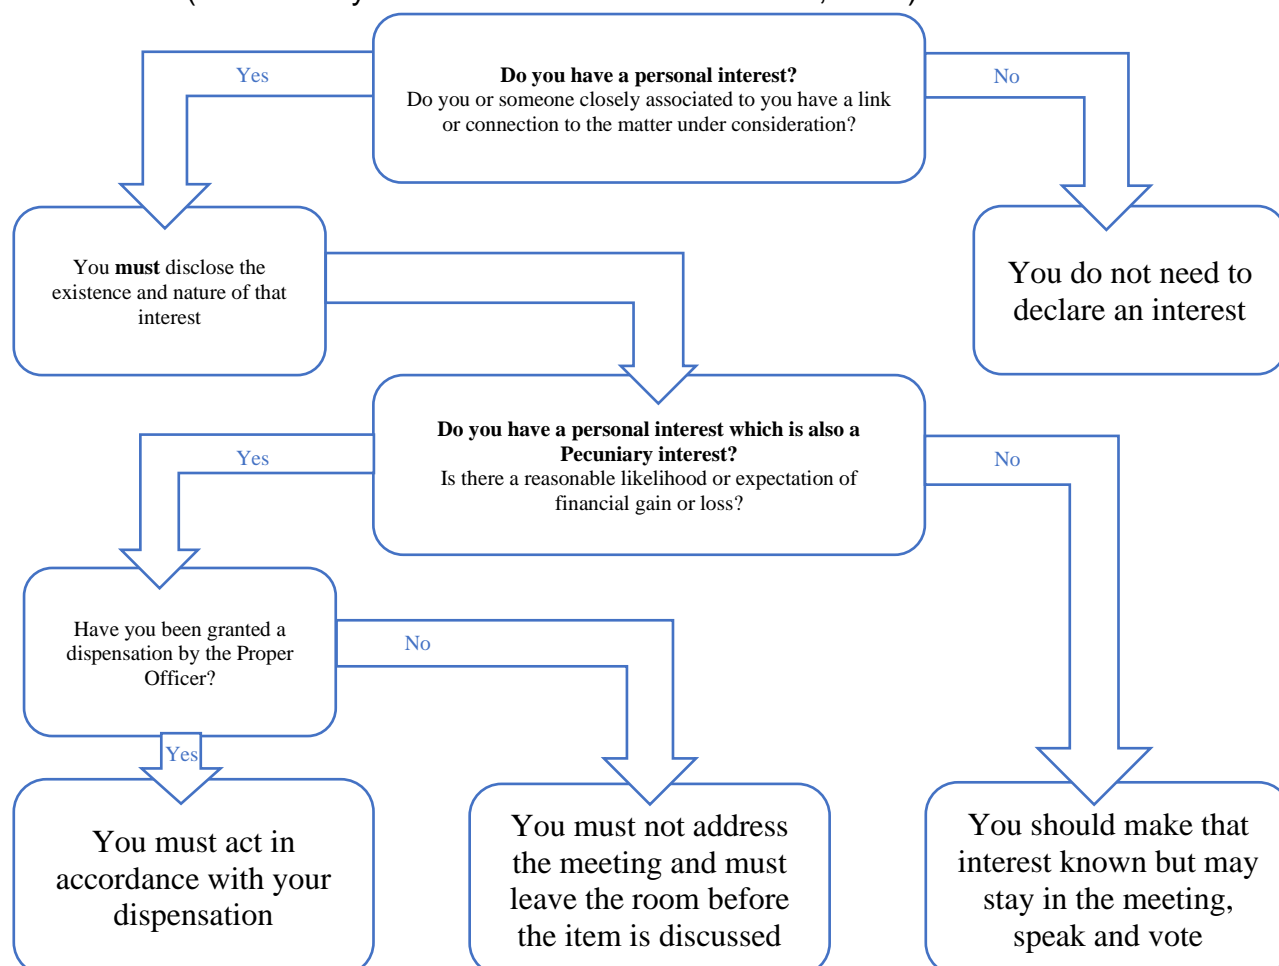 Do you have a personal interest?
Do you or someone closely associated to you have a link
or connection to the matter under consideration?
Yes
No
You must disclose the
existence and nature of that
interest
You do not need to
declare an interest
Do you have a personal interest which is also a
Pecuniary interest?
Is there a reasonable likelihood or expectation of
financial gain or loss?
Yes
No
Have you been granted a
dispensation by the Proper
Officer?
No
Yes
You must act in
accordance with your
dispensation
You must not address
the meeting and must
leave the room before
the item is discussed
You should make that
interest known but may
stay in the meeting,
speak and vote